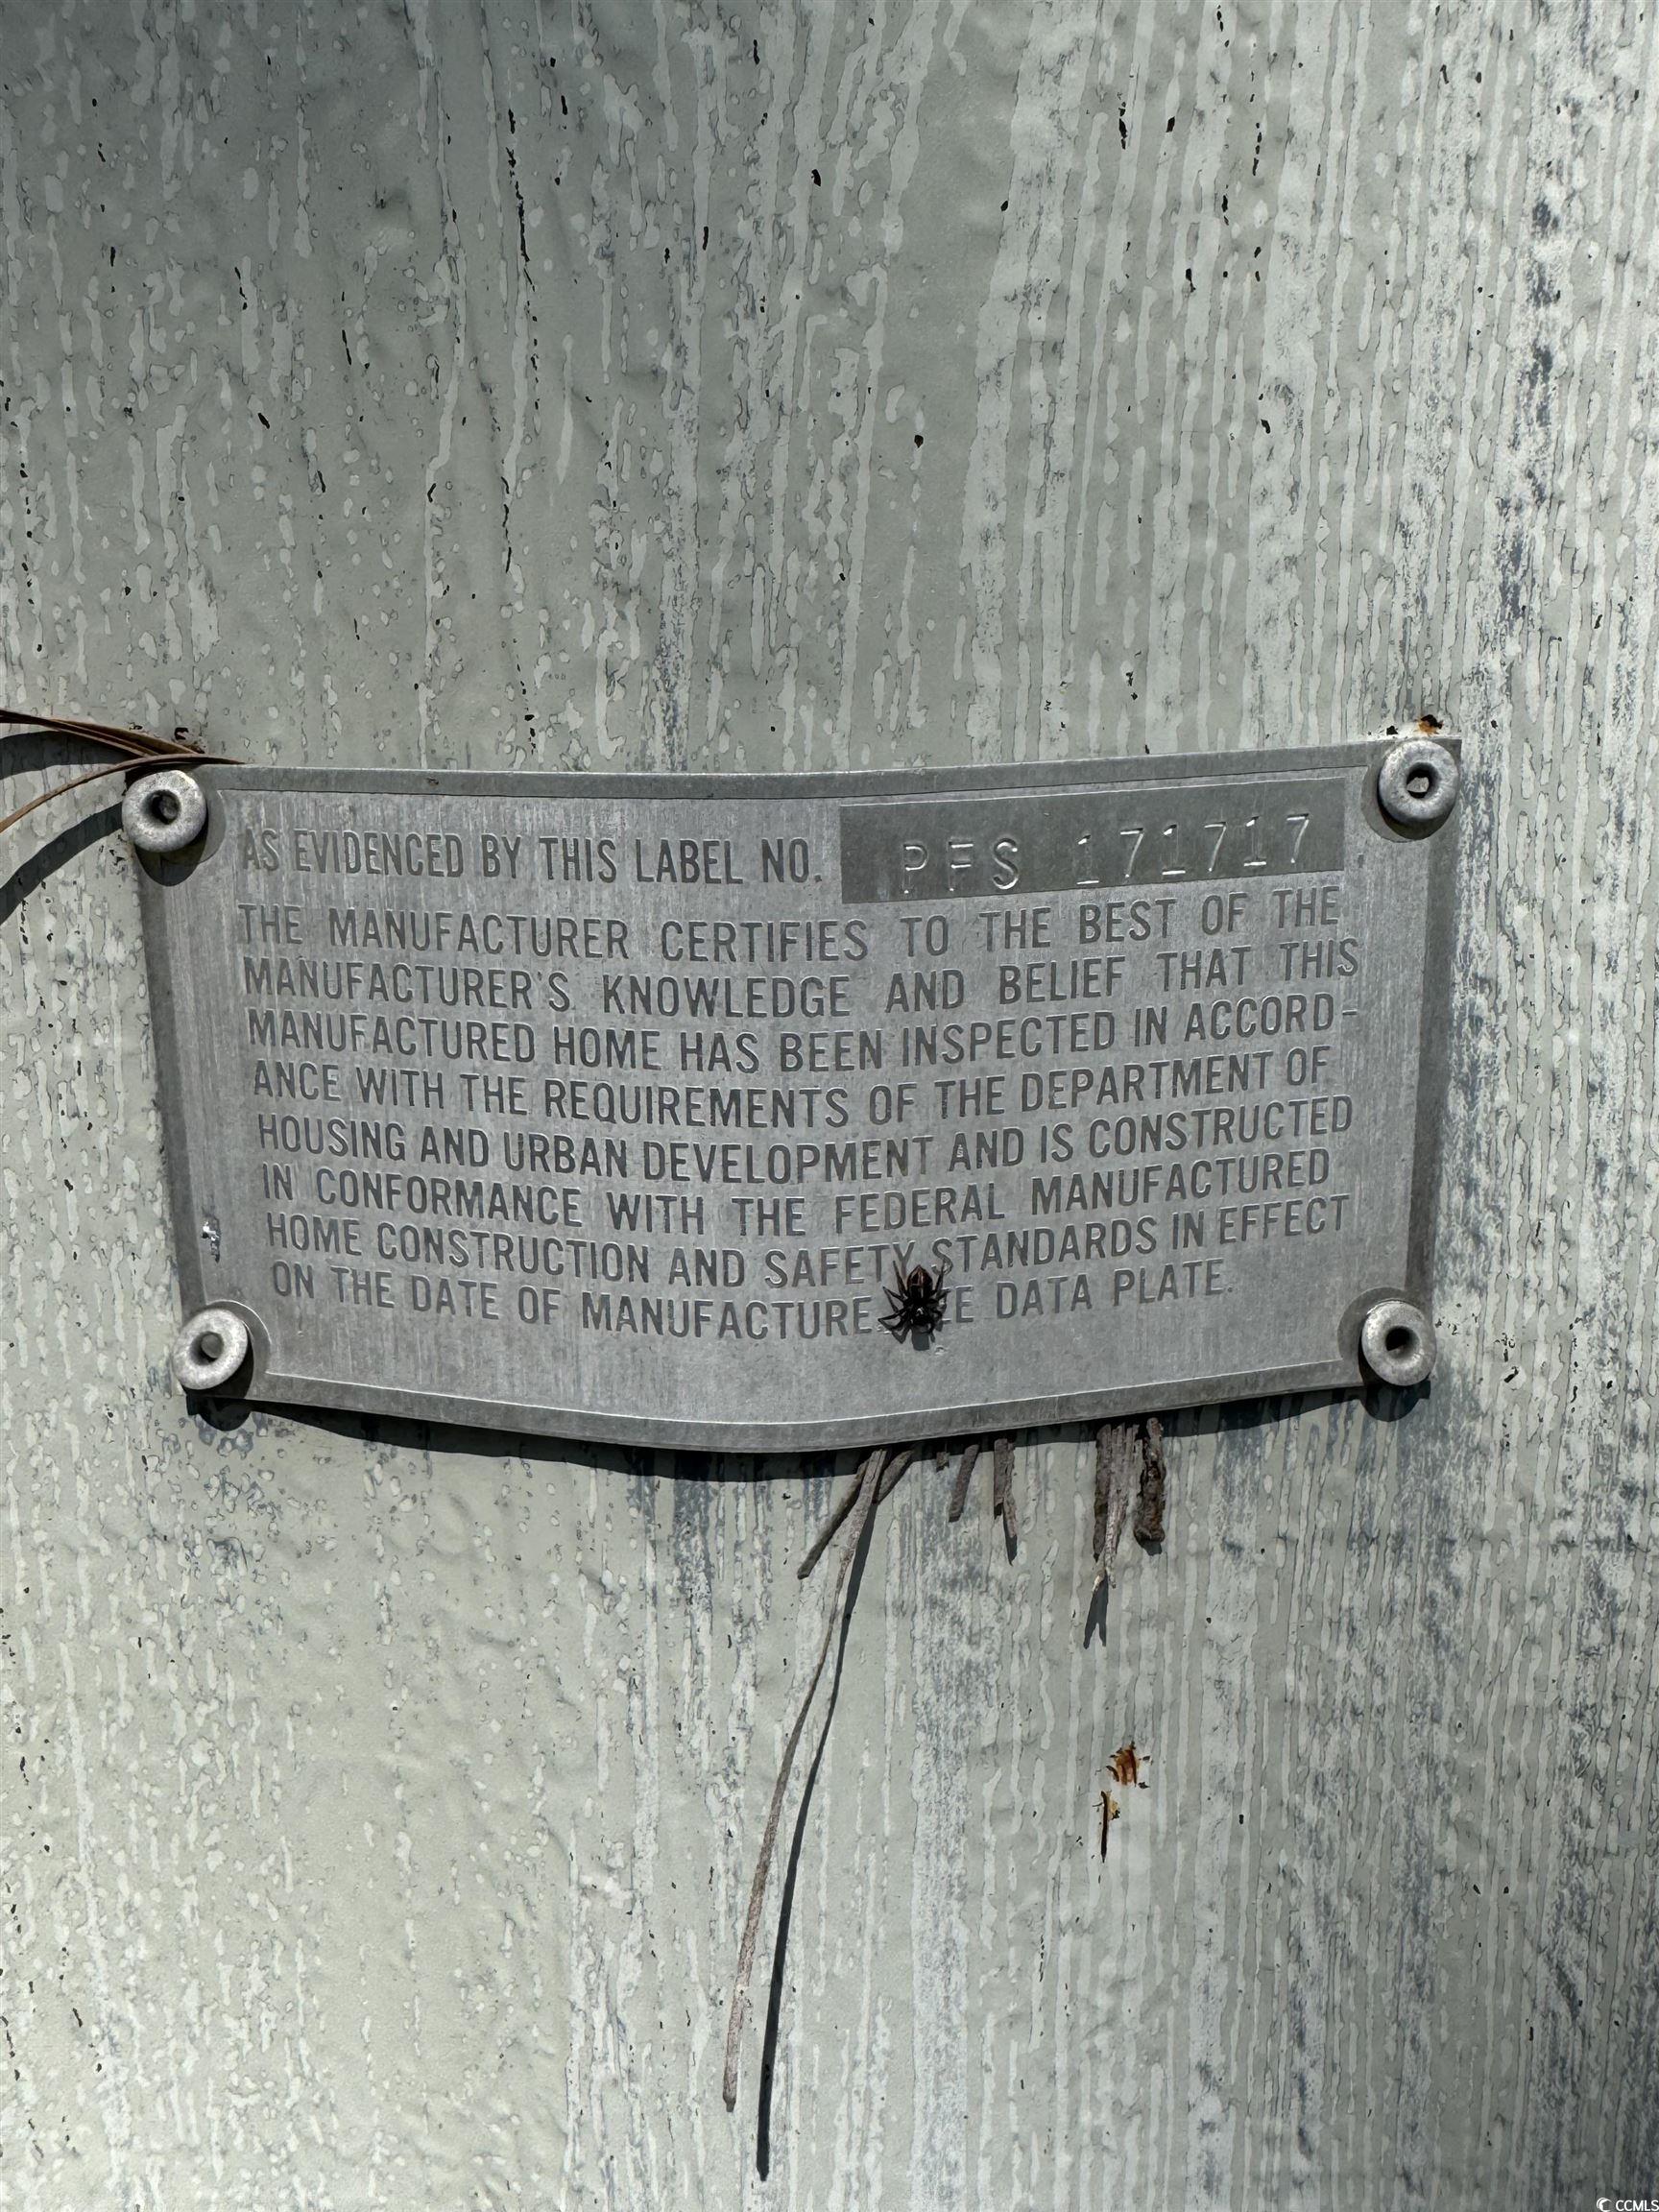 AS EVIDENCED BY THIS LABEL NO. PFS 171717
THE MANUFACTURER CERTIFIES TO THE BEST OF THE
MANUFACTURER'S KNOWLEDGE AND BELIEF THAT THIS
MANUFACTURED HOME HAS BEEN INSPECTED IN ACCORD-
ANCE WITH THE REQUIREMENTS OF THE DEPARTMENT OF
HOUSING AND URBAN DEVELOPMENT AND IS CONSTRUCTED
IN CONFORMANCE WITH THE FEDERAL MANUFACTURED
HOME CONSTRUCTION AND SAFETY STANDARDS IN EFFECT
ON THE DATE OF MANUFACTURE DATA PLATE.
CCMLS